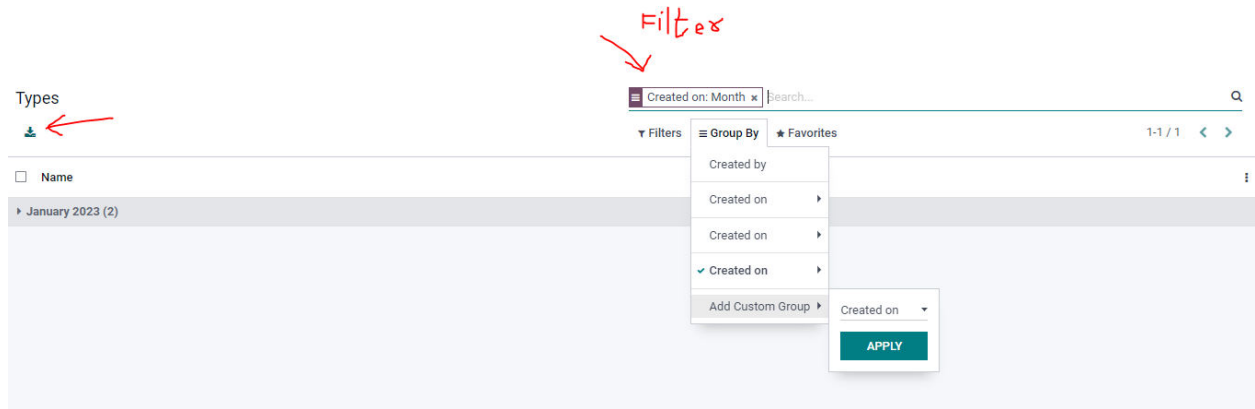 Filter
Types
Created on: Month × Search...
Filters Group By Favorites 1-1 / 1
Created by
Name
Created on
January 2023 (2)
Created on
Created on
Add Custom Group
Created on
APPLY